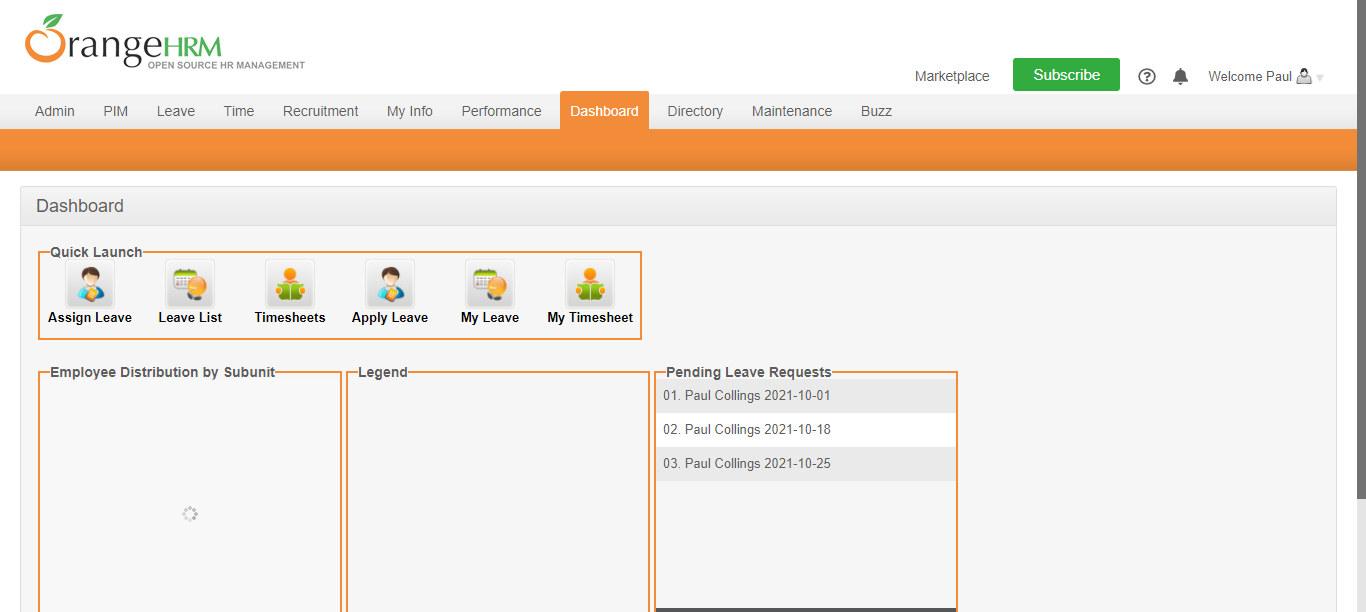 OrangeHRM
OPEN SOURCE HR MANAGEMENT
Marketplace Subscribe ? Welcome Paul
Admin PIM Leave Time Recruitment My Info Performance Dashboard Directory Maintenance Buzz
Dashboard
Quick Launch
Assign Leave Leave List Timesheets Apply Leave My Leave My Timesheet
Employee Distribution by Subunit Legend Pending Leave Requests
01. Paul Collings 2021-10-01
02. Paul Collings 2021-10-18
03. Paul Collings 2021-10-25